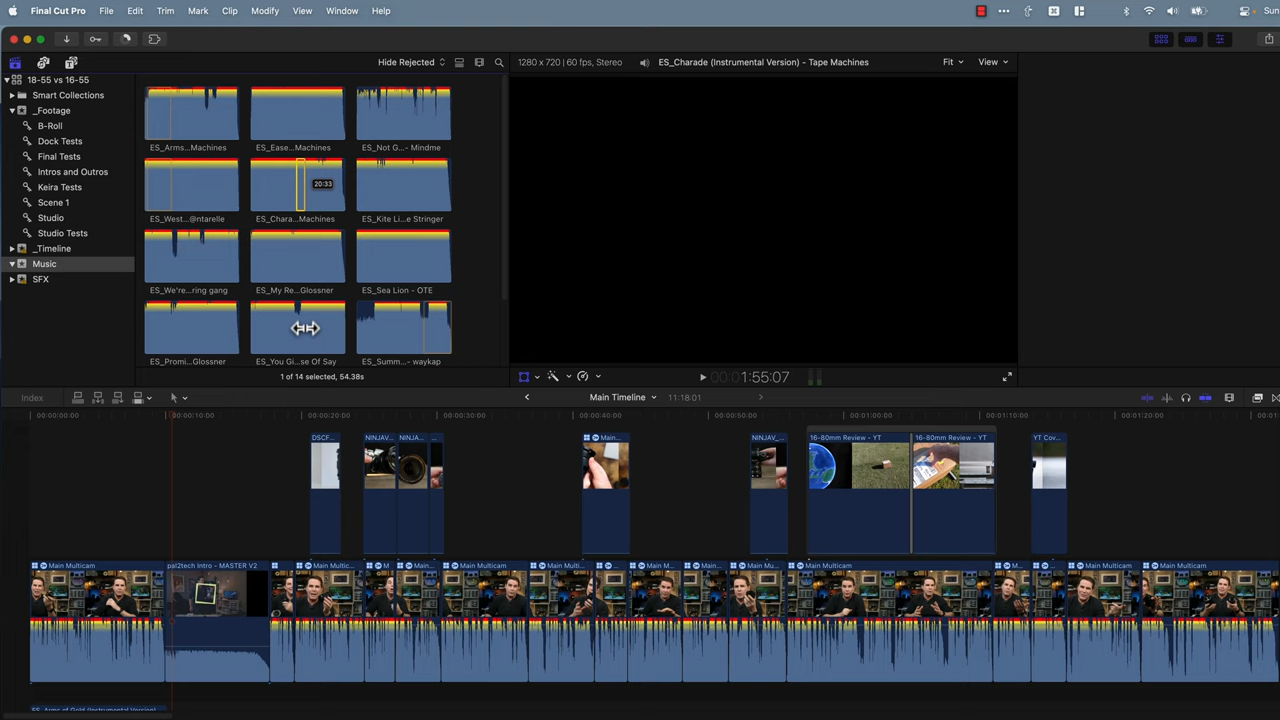 Final Cut Pro File Edit Trim Mark Clip Modify View Window Help Sun
Hide Rejected 1280 x 720 | 60 fps, Stereo ES_Charade (Instrumental Version) - Tape Machines Fit View
18-55 vs 16-55
Smart Collections
_Footage
B-Roll
Dock Tests
Final Tests
Intros and Outros
Keira Tests
Scene 1
Studio
Studio Tests
_Timeline
Music
SFX
ES_Arms...Machines ES_Ease...Machines ES_Not G...- Mindme
20:33
ES_West...@ntarelle ES_Chara...Machines ES_Kite Li...e Stringer
ES_We're...ring gang ES_My Re...Glossner ES_Sea Lion - OTE
ES_Promi...Glossner ES_You Gi...se Of Say ES_Summ...- waykap
1 of 14 selected, 54.38s 00:01:55:07
Index Main Timeline 11:18:01
00:00:00:00 00:00:10:00 00:00:20:00 00:00:30:00 00:00:40:00 00:00:50:00 00:01:00:00 00:01:10:00 00:01:20:00
DSCF... NINJAV... NINJA... ... Main... NINJAV_... 16-80mm Review - YT 16-80mm Review - YT YT Cov...
Main Multicam pal2tech Intro - MASTER V2 Main Multic... M Main Multicam Main Multi... Main M... Main Mu... Main Multicam Main Mult... Main Multicam
ES_Arms of Gold (Instrumental Version)